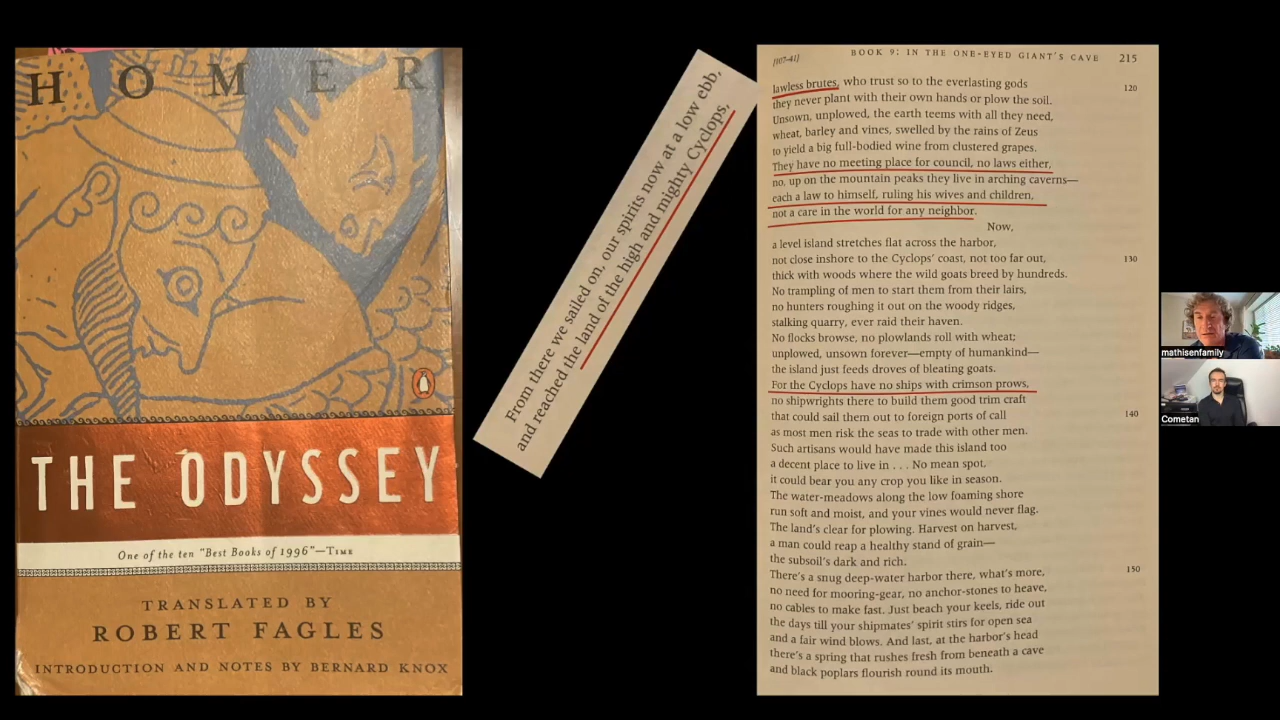 HOMER
THE ODYSSEY
One of the ten "Best Books of 1996"—TIME
TRANSLATED BY
ROBERT FAGLES
INTRODUCTION AND NOTES BY BERNARD KNOX
From there we sailed on, our spirits now at a low ebb,
and reached the land of the high and mighty Cyclops,
[107-41]
BOOK 9: IN THE ONE-EYED GIANT'S CAVE
215
lawless brutes, who trust so to the everlasting gods
120
they never plant with their own hands or plow the soil.
Unsown, unplowed, the earth teems with all they need,
wheat, barley and vines, swelled by the rains of Zeus
to yield a big full-bodied wine from clustered grapes.
They have no meeting place for council, no laws either,
no, up on the mountain peaks they live in arching caverns—
each a law to himself, ruling his wives and children,
not a care in the world for any neighbor.
Now,
a level island stretches flat across the harbor,
not close inshore to the Cyclops' coast, not too far out,
130
thick with woods where the wild goats breed by hundreds.
No trampling of men to start them from their lairs,
no hunters roughing it out on the woody ridges,
stalking quarry, ever raid their haven.
No flocks browse, no plowlands roll with wheat;
unplowed, unsown forever—empty of humankind—
the island just feeds droves of bleating goats.
For the Cyclops have no ships with crimson prows,
no shipwrights there to build them good trim craft
that could sail them out to foreign ports of call
140
as most men risk the seas to trade with other men.
Such artisans would have made this island too
a decent place to live in . . . No mean spot,
it could bear you any crop you like in season.
The water-meadows along the low foaming shore
run soft and moist, and your vines would never flag.
The land's clear for plowing. Harvest on harvest,
a man could reap a healthy stand of grain—
the subsoil's dark and rich.
There's a snug deep-water harbor there, what's more,
150
no need for mooring-gear, no anchor-stones to heave,
no cables to make fast. Just beach your keels, ride out
the days till your shipmates' spirit stirs for open sea
and a fair wind blows. And last, at the harbor's head
there's a spring that rushes fresh from beneath a cave
and black poplars flourish round its mouth.
mathisenfamily
Cometan